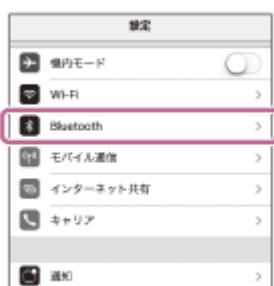 設定
機内モード
Wi-Fi
Bluetooth
モバイル通信
インターネット共有
キャリア
通知